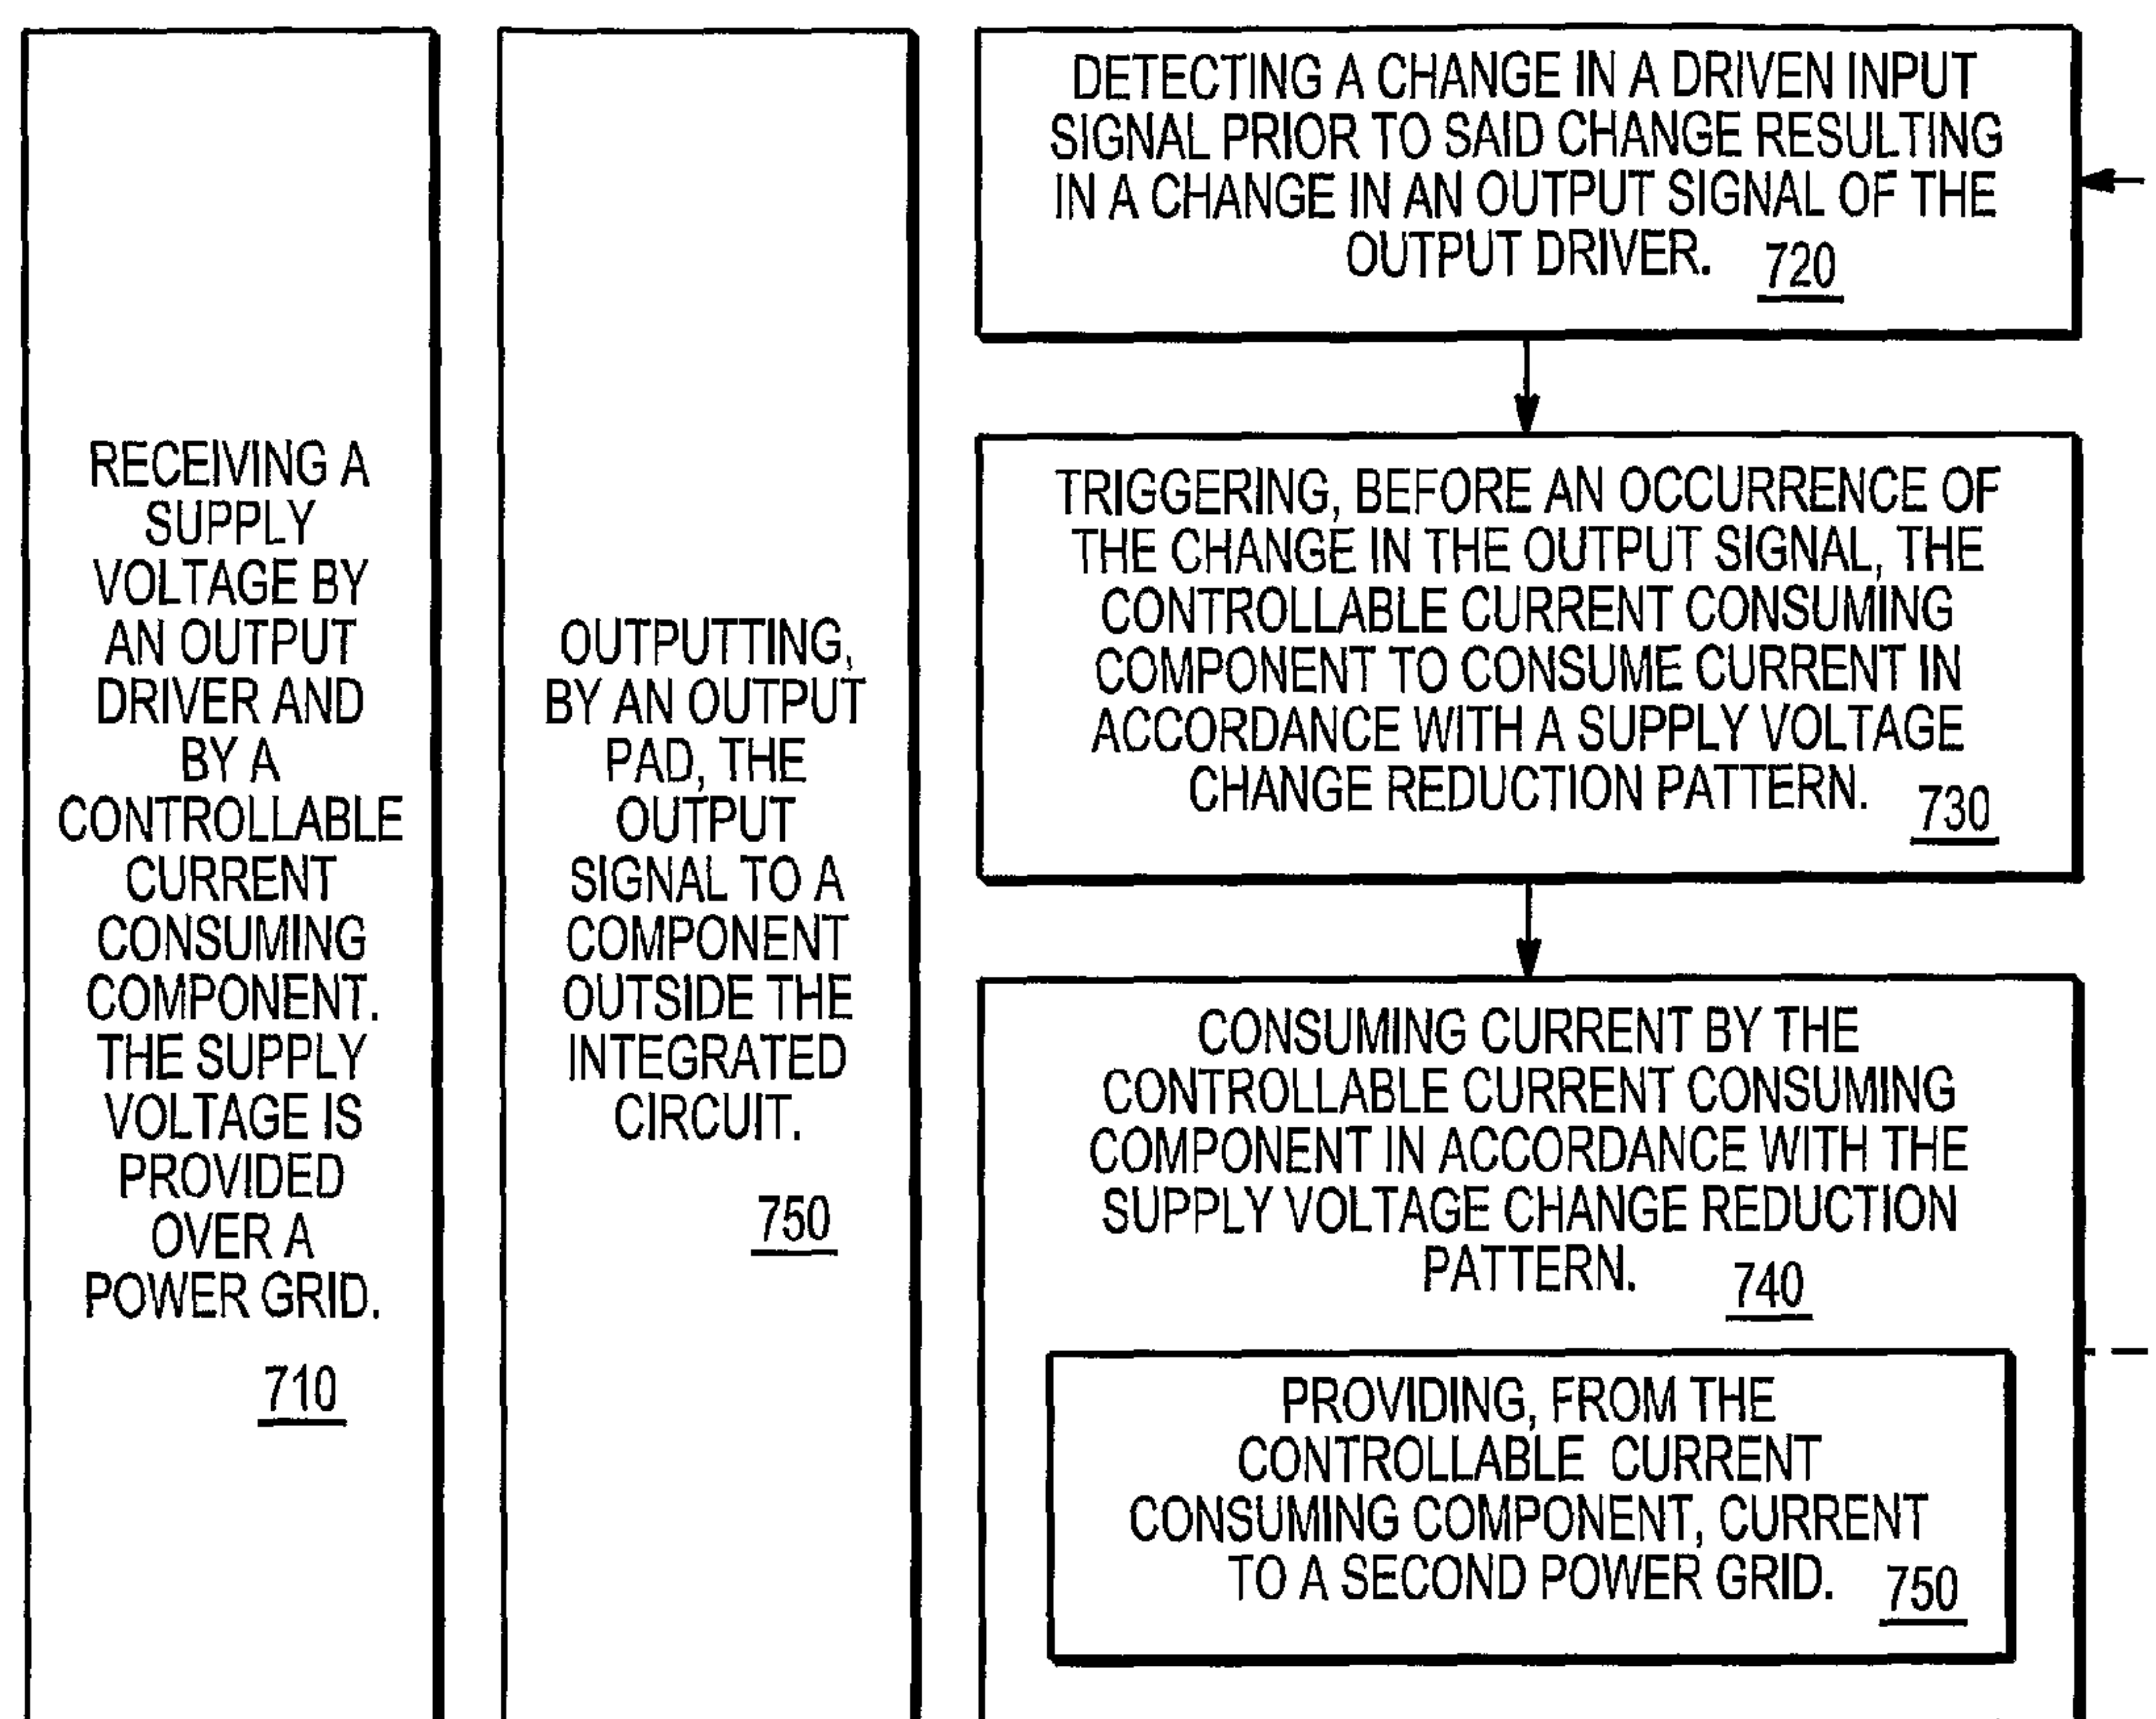 RECEIVING A
SUPPLY
VOLTAGE BY
AN OUTPUT
DRIVER AND
BY A
CONTROLLABLE
CURRENT
CONSUMING
COMPONENT.
THE SUPPLY
VOLTAGE IS
PROVIDED
OVER A
POWER GRID.
710
OUTPUTTING,
BY AN OUTPUT
PAD, THE
OUTPUT
SIGNAL TO A
COMPONENT
OUTSIDE THE
INTEGRATED
CIRCUIT.
750
DETECTING A CHANGE IN A DRIVEN INPUT
SIGNAL PRIOR TO SAID CHANGE RESULTING
IN A CHANGE IN AN OUTPUT SIGNAL OF THE
OUTPUT DRIVER. 720
TRIGGERING, BEFORE AN OCCURRENCE OF
THE CHANGE IN THE OUTPUT SIGNAL, THE
CONTROLLABLE CURRENT CONSUMING
COMPONENT TO CONSUME CURRENT IN
ACCORDANCE WITH A SUPPLY VOLTAGE
CHANGE REDUCTION PATTERN. 730
CONSUMING CURRENT BY THE
CONTROLLABLE CURRENT CONSUMING
COMPONENT IN ACCORDANCE WITH THE
SUPPLY VOLTAGE CHANGE REDUCTION
PATTERN. 740
PROVIDING, FROM THE
CONTROLLABLE CURRENT
CONSUMING COMPONENT, CURRENT
TO A SECOND POWER GRID. 750